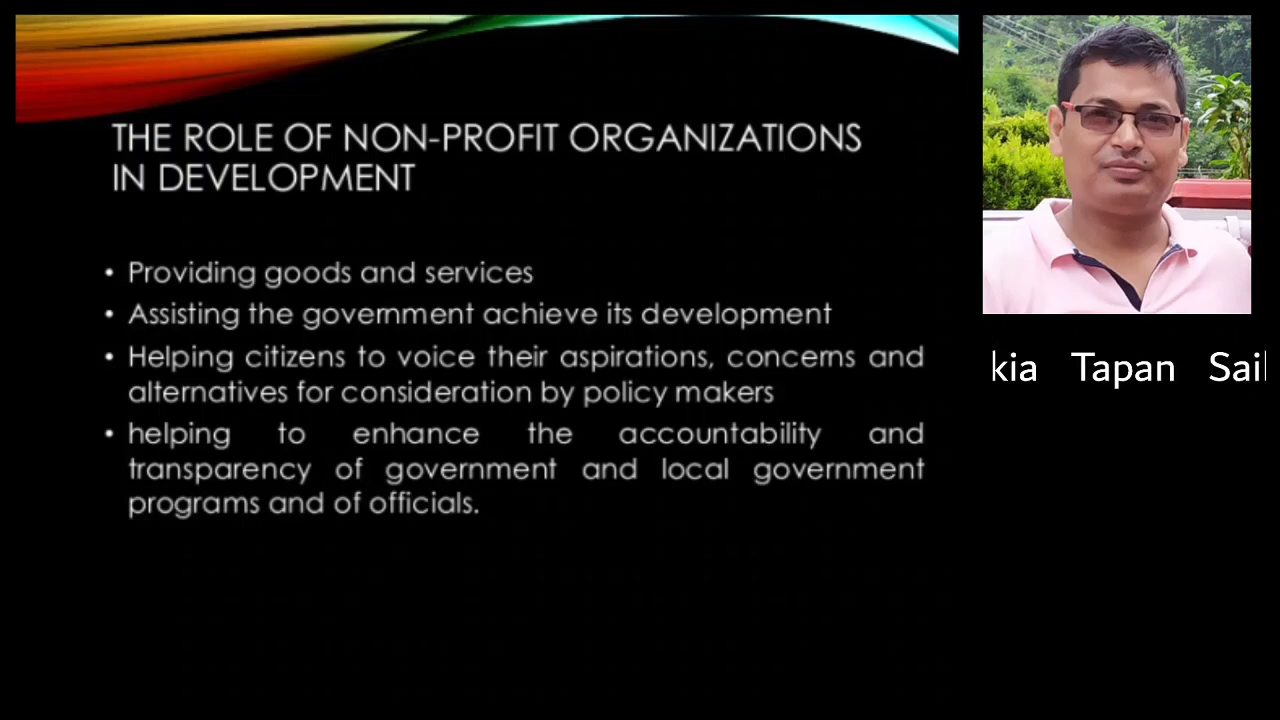 THE ROLE OF NON-PROFIT ORGANIZATIONS
IN DEVELOPMENT
• Providing goods and services
• Assisting the government achieve its development
• Helping citizens to voice their aspirations, concerns and
alternatives for consideration by policy makers
• helping to enhance the accountability and
transparency of government and local government
programs and of officials.
kia Tapan Sail